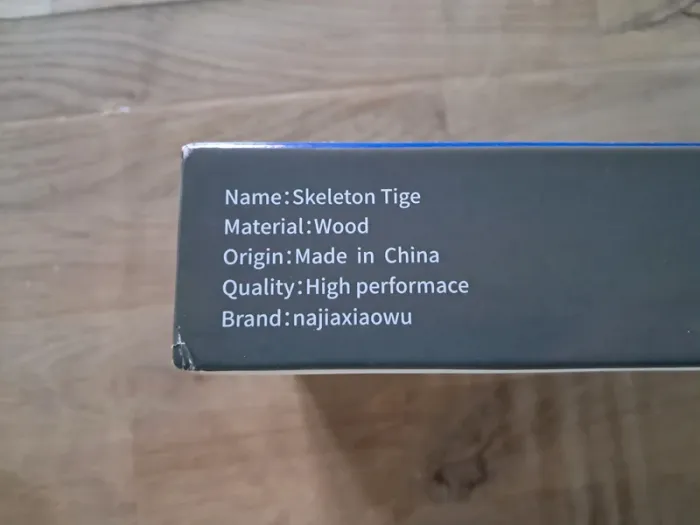 Name:Skeleton Tige
Material:Wood
Origin:Made in China
Quality:High performace
Brand:najiaxiaowu